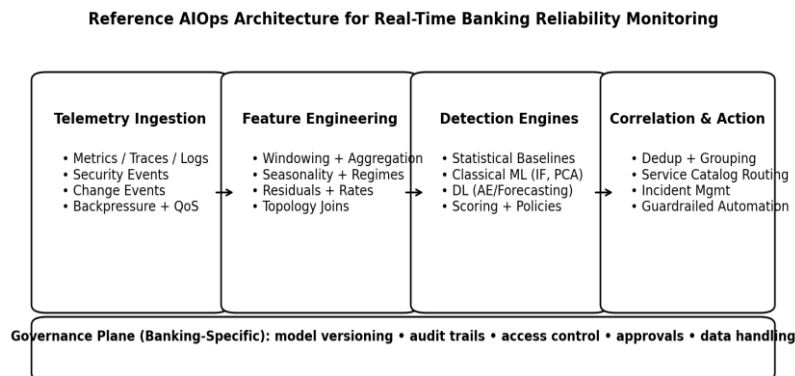 Reference AIOps Architecture for Real-Time Banking Reliability Monitoring
Telemetry Ingestion
• Metrics / Traces / Logs
• Security Events
• Change Events
• Backpressure + QoS
Feature Engineering
• Windowing + Aggregation
• Seasonality + Regimes
• Residuals + Rates
• Topology Joins
Detection Engines
• Statistical Baselines
• Classical ML (IF, PCA)
• DL (AE/Forecasting)
• Scoring + Policies
Correlation & Action
• Dedup + Grouping
• Service Catalog Routing
• Incident Mgmt
• Guardrailed Automation
Governance Plane (Banking-Specific): model versioning • audit trails • access control • approvals • data handling